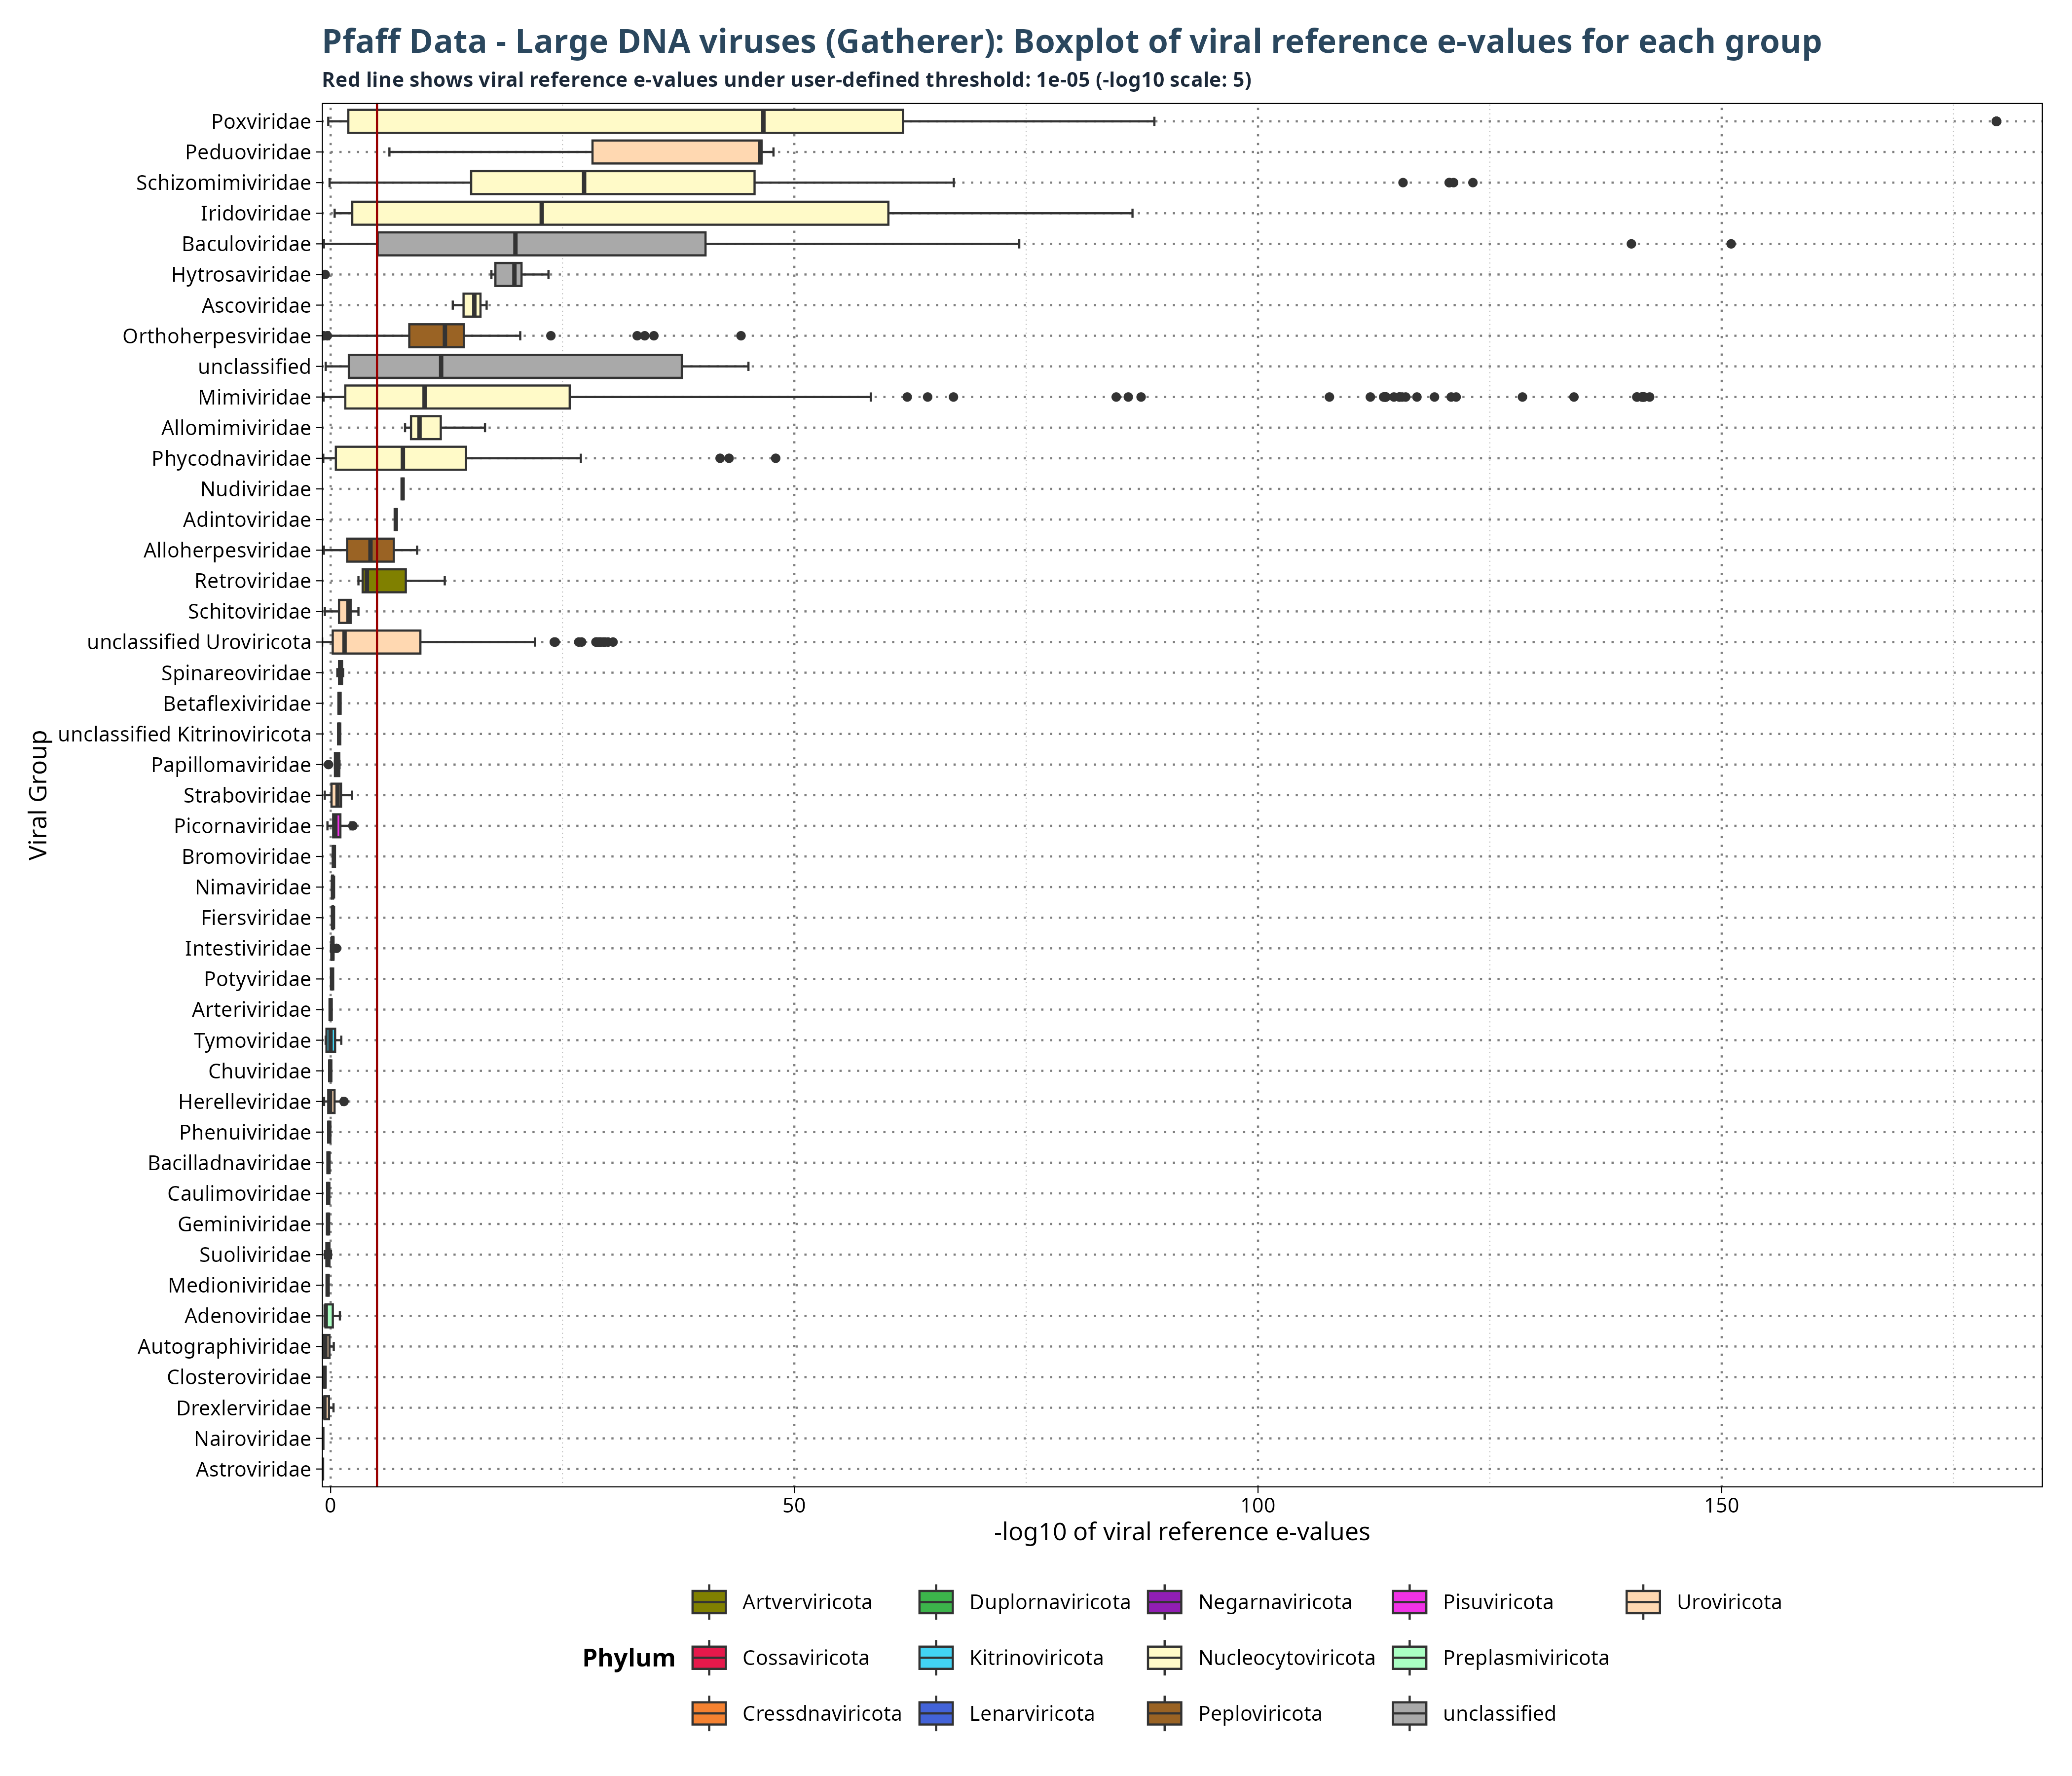 Pfaff Data - Large DNA viruses (Gatherer): Boxplot of viral reference e-values for each group
Red line shows viral reference e-values under user-defined threshold: 1e-05 (-log10 scale: 5)
Viral Group
Poxviridae
Peduoviridae
Schizomimiviridae
Iridoviridae
Baculoviridae
Hytrosaviridae
Ascoviridae
Orthoherpesviridae
unclassified
Mimiviridae
Allomimiviridae
Phycodnaviridae
Nudiviridae
Adintoviridae
Alloherpesviridae
Retroviridae
Schitoviridae
unclassified Uroviricota
Spinareoviridae
Betaflexiviridae
unclassified Kitrinoviricota
Papillomaviridae
Straboviridae
Picornaviridae
Bromoviridae
Nimaviridae
Fiersviridae
Intestiviridae
Potyviridae
Arteriviridae
Tymoviridae
Chuviridae
Herelleviridae
Phenuiviridae
Bacilladnaviridae
Caulimoviridae
Geminiviridae
Suoliviridae
Medioniviridae
Adenoviridae
Autographiviridae
Closteroviridae
Drexlerviridae
Nairoviridae
Astroviridae
0 50 100 150
-log10 of viral reference e-values
Phylum
Artverviricota Duplornaviricota Negarnaviricota Pisuviricota Uroviricota
Cossaviricota Kitrinoviricota Nucleocytoviricota Preplasmiviricota
Cressdnaviricota Lenarviricota Peploviricota unclassified